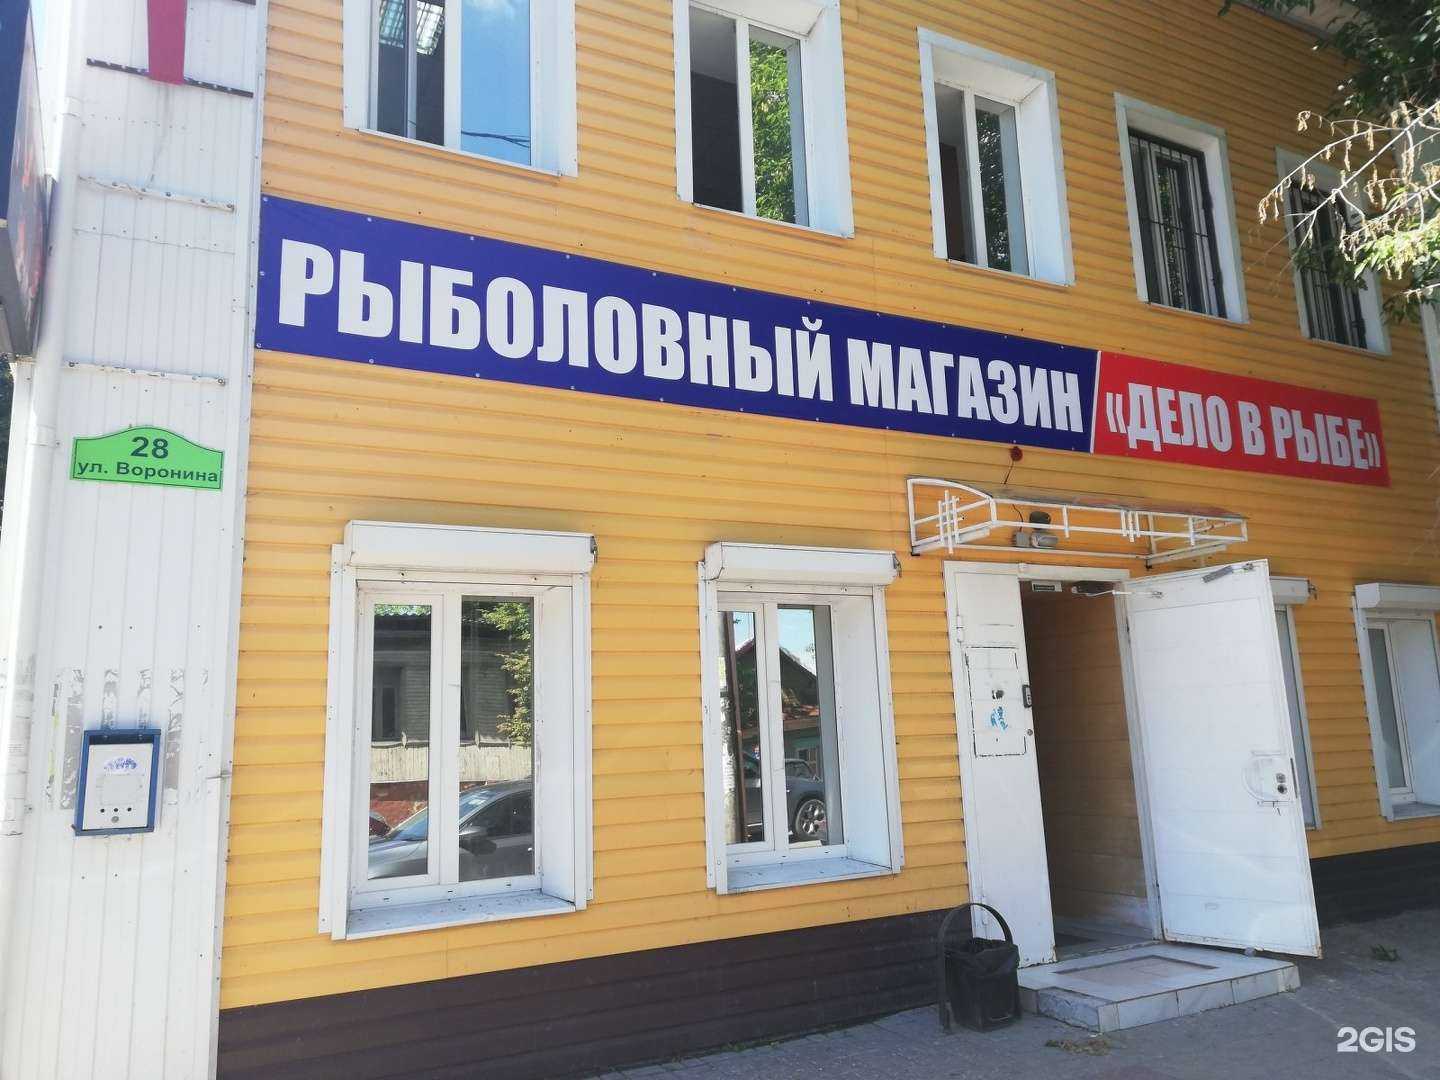 РЫБОЛОВНЫЙ МАГАЗИН
«ДЕЛО В РЫБЕ»
28
ул. Воронина
2GIS